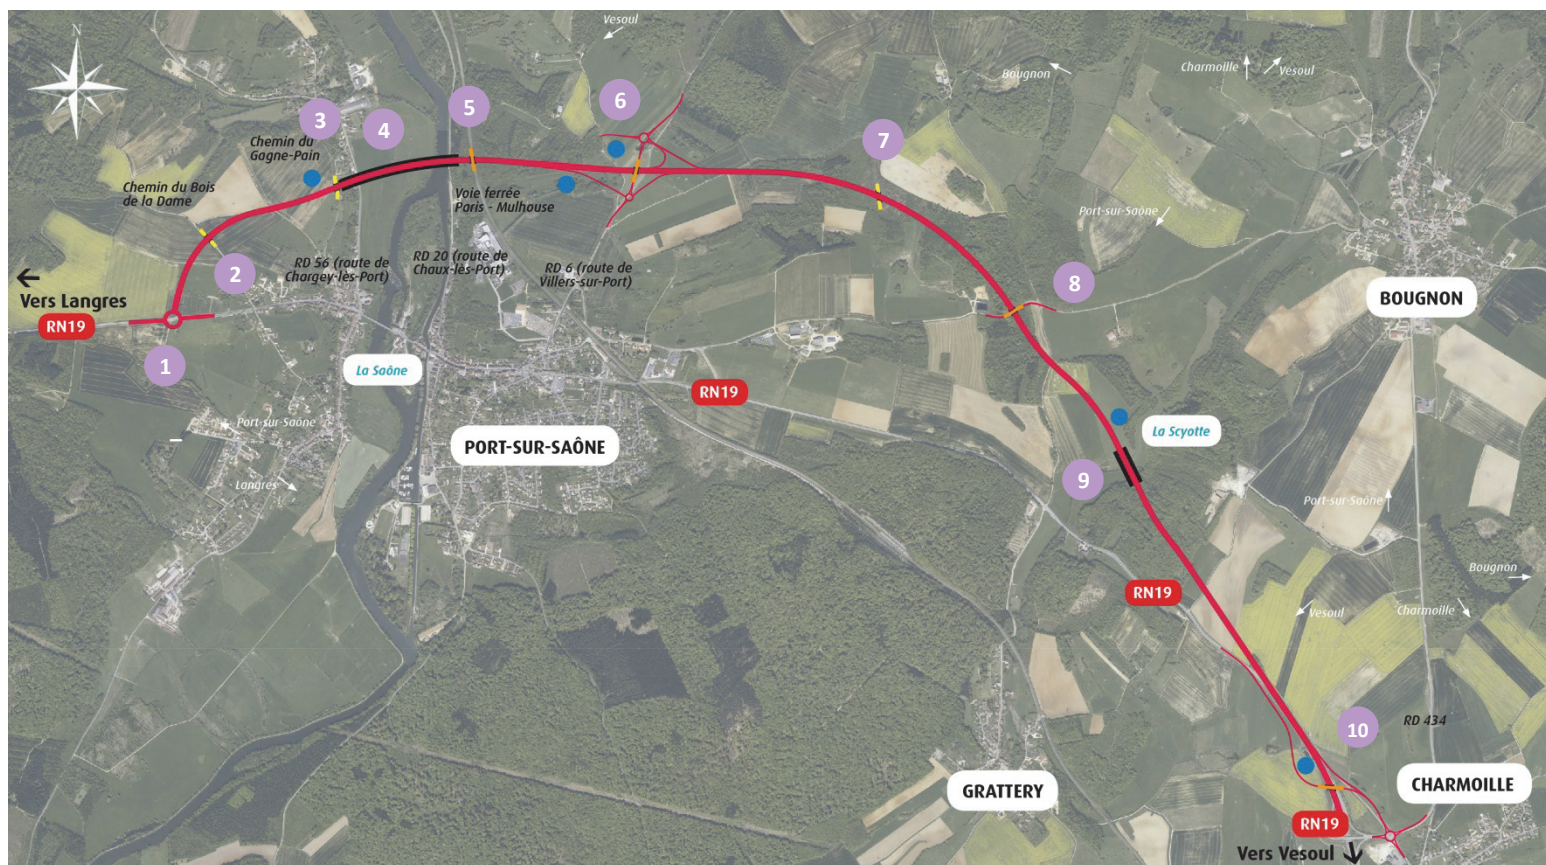 N
Vesoul
5
6
3
4
Chemin du
Gagne-Pain
Bougnon
Charmoille
Vesoul
7
Chemin du Bois
de la Dame
Voie ferrée
Paris - Mulhouse
Port-sur-Saône
2
RD 56 (route de
Chargey-lès-Port)
RD 20 (route de
Chaux-lès-Port)
RD 6 (route de
Villers-sur-Port)
8
BOUGNON
Vers Langres
RN19
1
La Saône
RN19
Port-sur-Saône
PORT-SUR-SAÔNE
La Scyotte
Langres
9
Port-sur-Saône
Bougnon
RN19
Vesoul
Charmoille
10
RD 434
GRATTERY
CHARMOILLE
RN19
Vers Vesoul